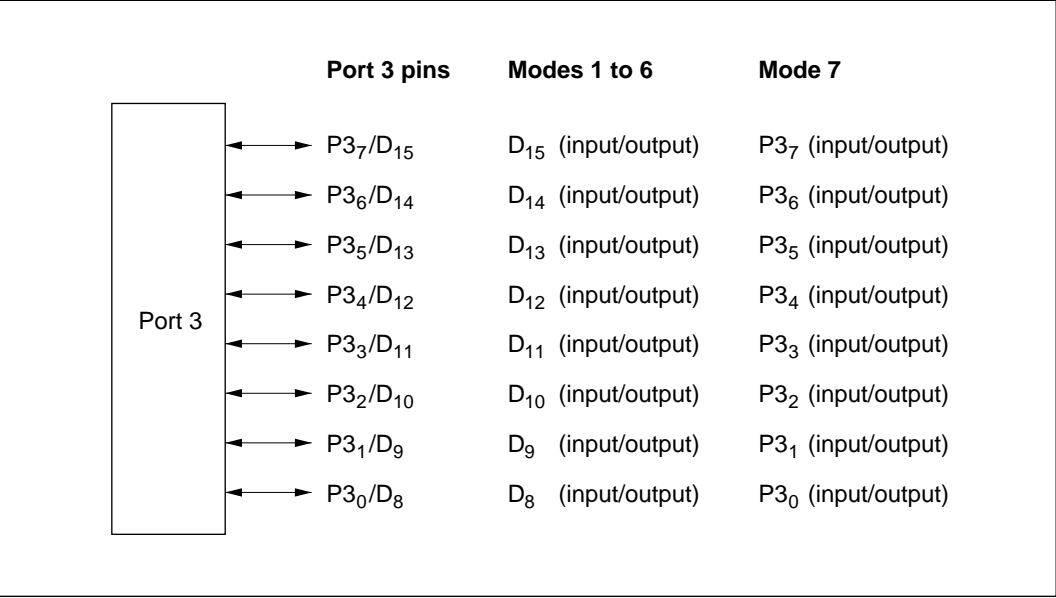 Port 3 pins Modes 1 to 6 Mode 7
P3₇/D₁₅ D₁₅ (input/output) P3₇ (input/output)
P3₆/D₁₄ D₁₄ (input/output) P3₆ (input/output)
P3₅/D₁₃ D₁₃ (input/output) P3₅ (input/output)
P3₄/D₁₂ D₁₂ (input/output) P3₄ (input/output)
Port 3
P3₃/D₁₁ D₁₁ (input/output) P3₃ (input/output)
P3₂/D₁₀ D₁₀ (input/output) P3₂ (input/output)
P3₁/D₉ D₉ (input/output) P3₁ (input/output)
P3₀/D₈ D₈ (input/output) P3₀ (input/output)